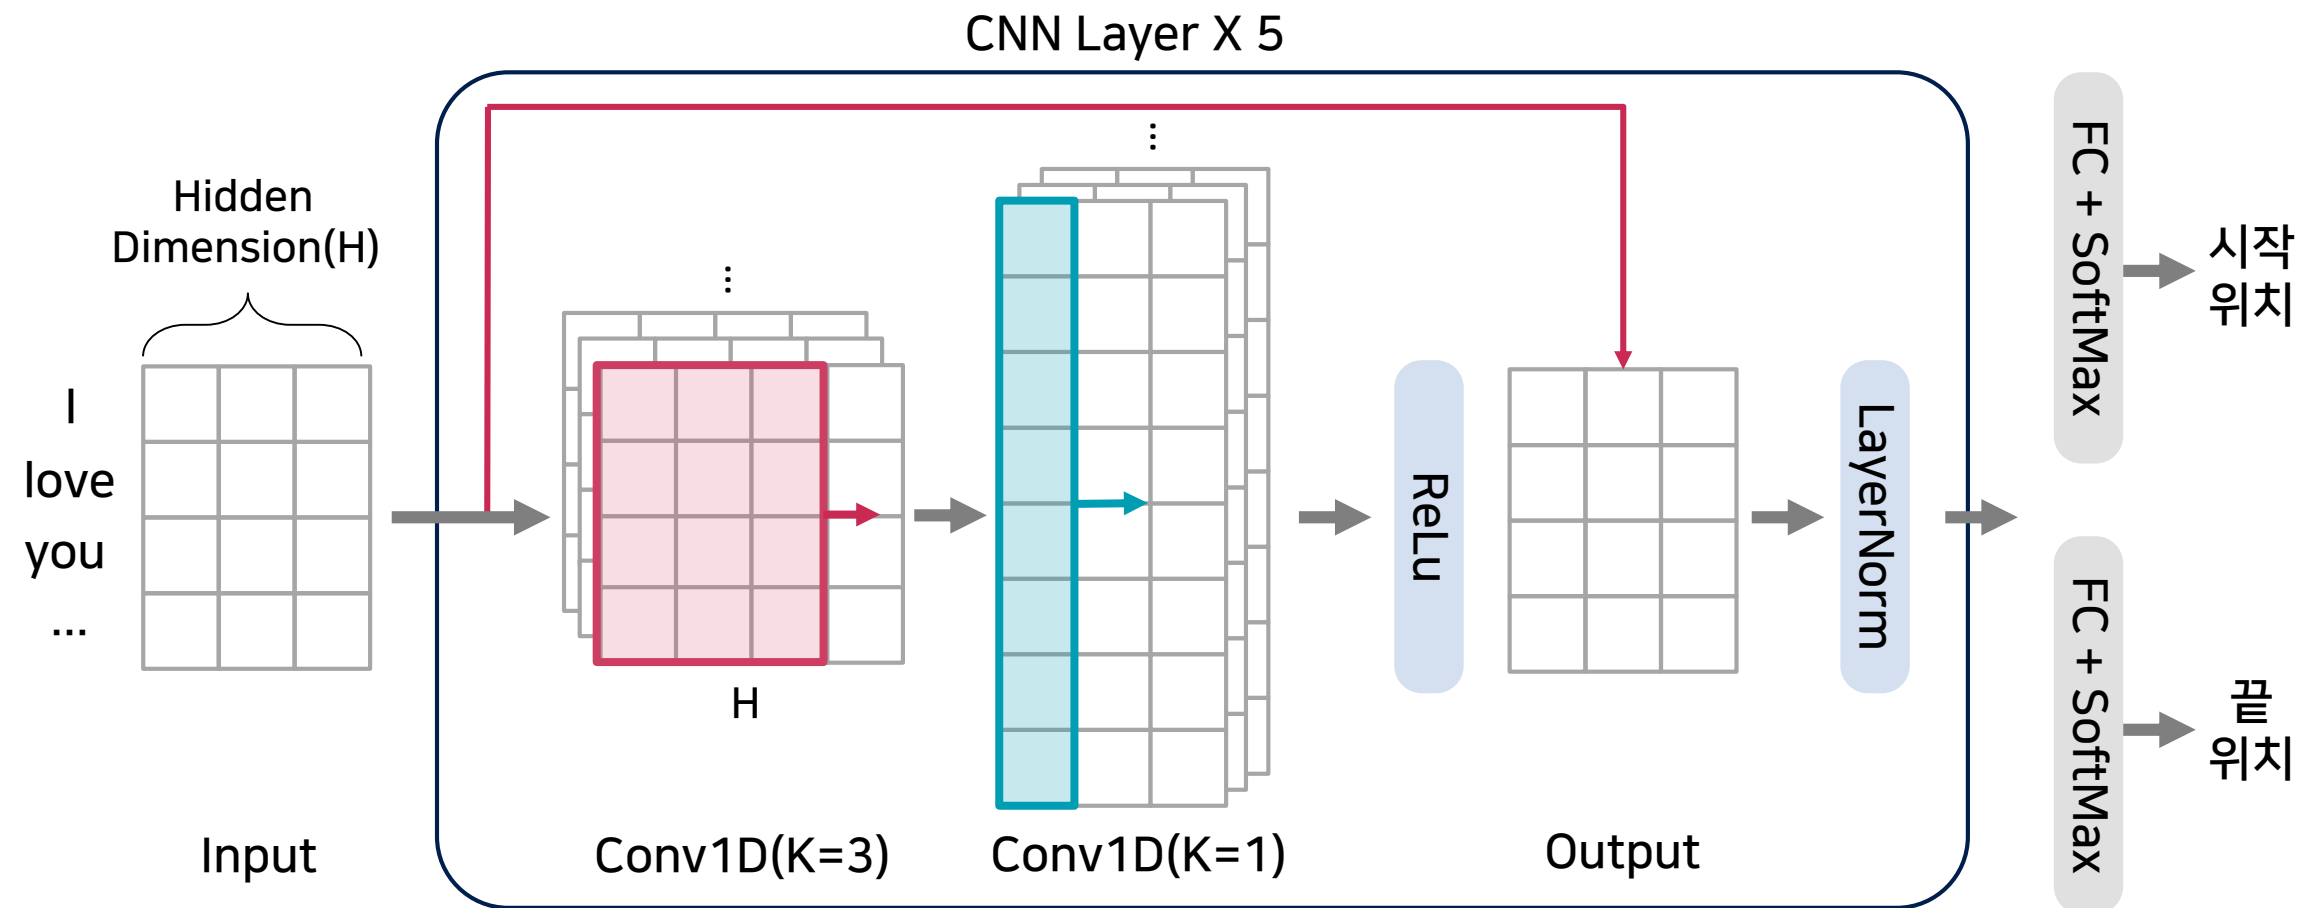 CNN Layer X 5
Hidden
Dimension(H)
I
love
you
...
Input
...
H
Conv1D(K=3)
...
Conv1D(K=1)
ReLu
Output
LayerNorm
FC + SoftMax
시작
위치
FC + SoftMax
끝
위치